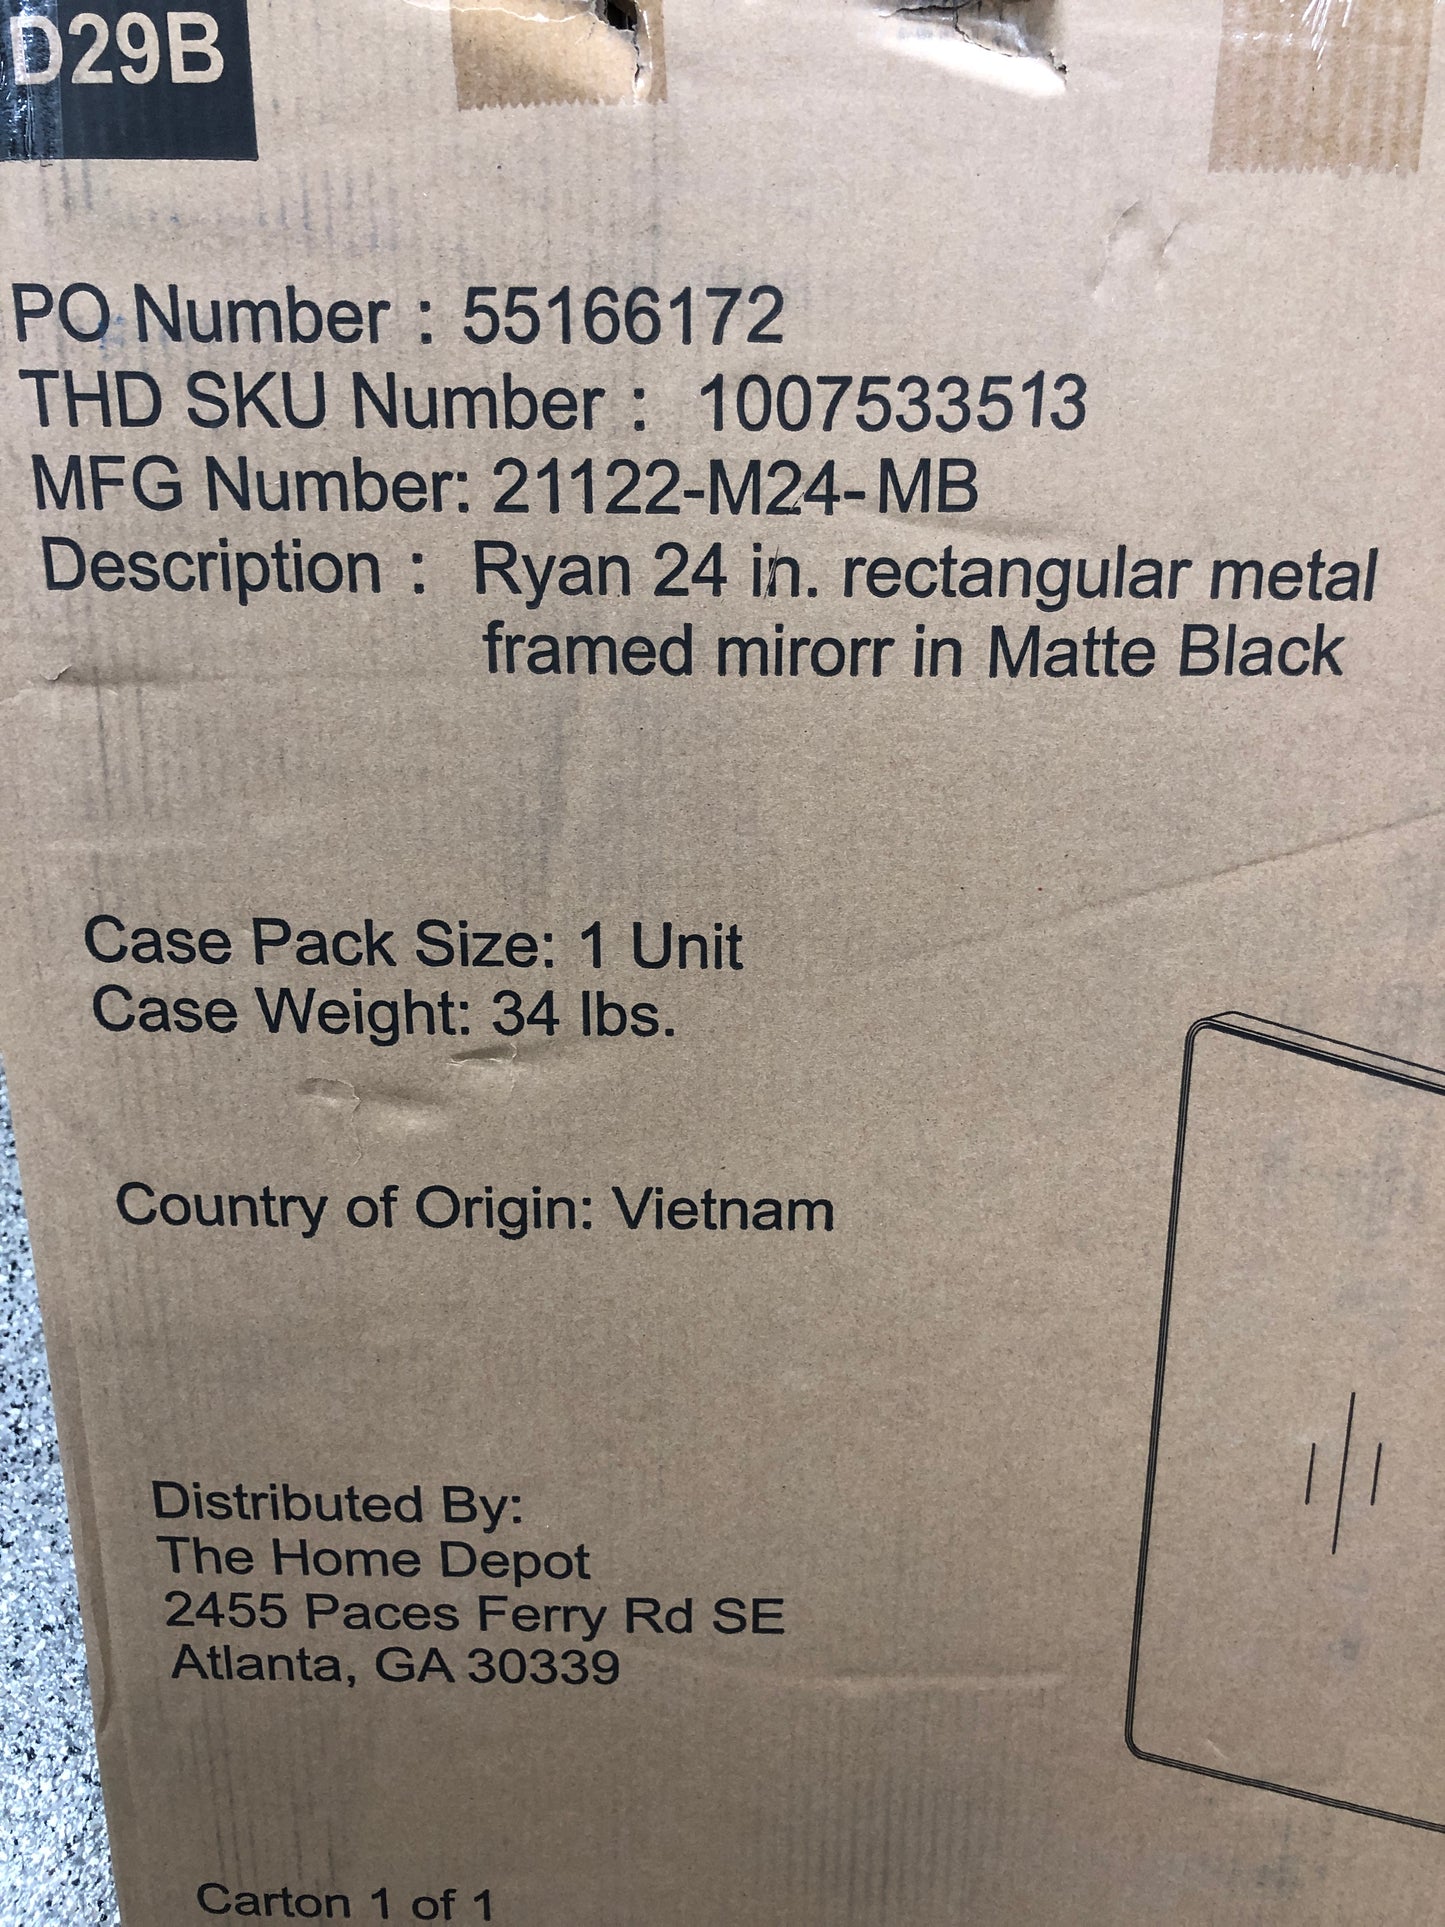 D29B
PO Number : 55166172
THD SKU Number : 1007533513
MFG Number: 21122-M24-MB
Description : Ryan 24 in. rectangular metal
framed mirorr in Matte Black
Case Pack Size: 1 Unit
Case Weight: 34 lbs.
Country of Origin: Vietnam
Distributed By:
The Home Depot
2455 Paces Ferry Rd SE
Atlanta, GA 30339
Carton 1 of 1